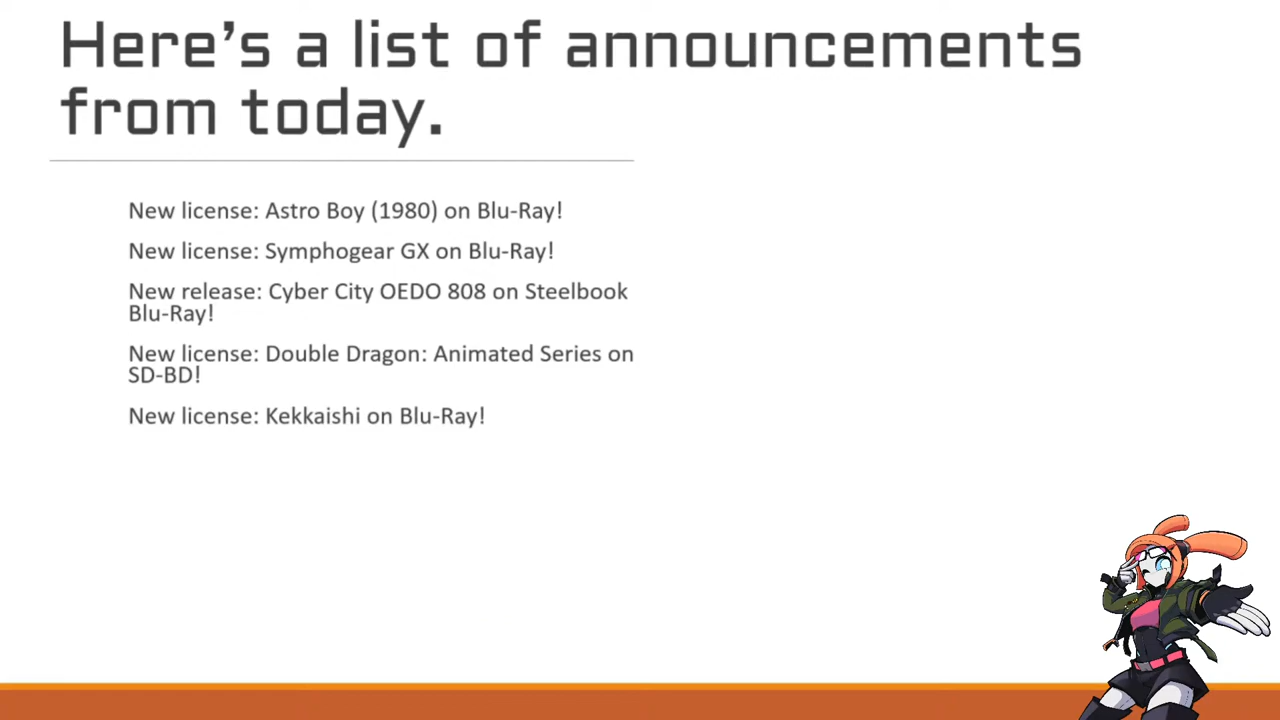 Here’s a list of announcements
from today.
New license: Astro Boy (1980) on Blu-Ray!
New license: Symphogear GX on Blu-Ray!
New release: Cyber City OEDO 808 on Steelbook
Blu-Ray!
New license: Double Dragon: Animated Series on
SD-BD!
New license: Kekkaishi on Blu-Ray!